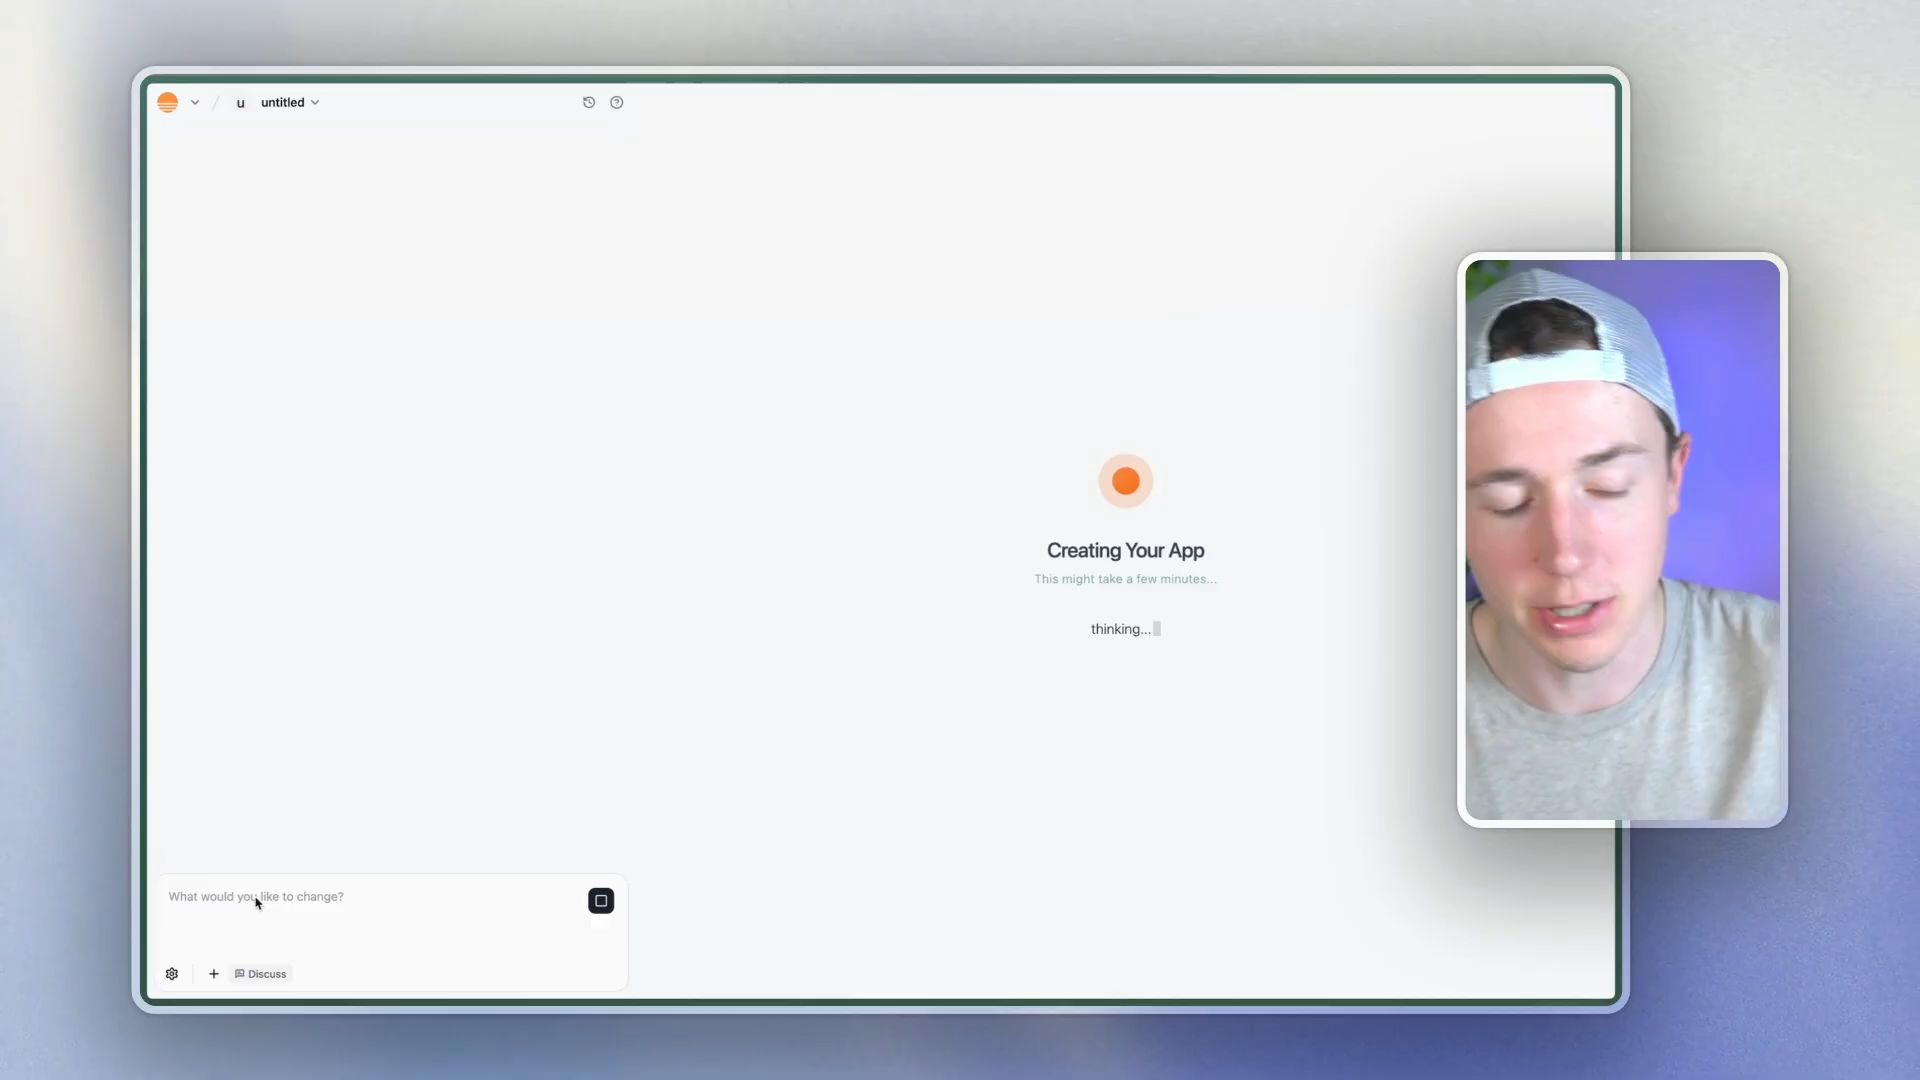 u untitled
Creating Your App
This might take a few minutes...
thinking...
What would you like to change?
Discuss